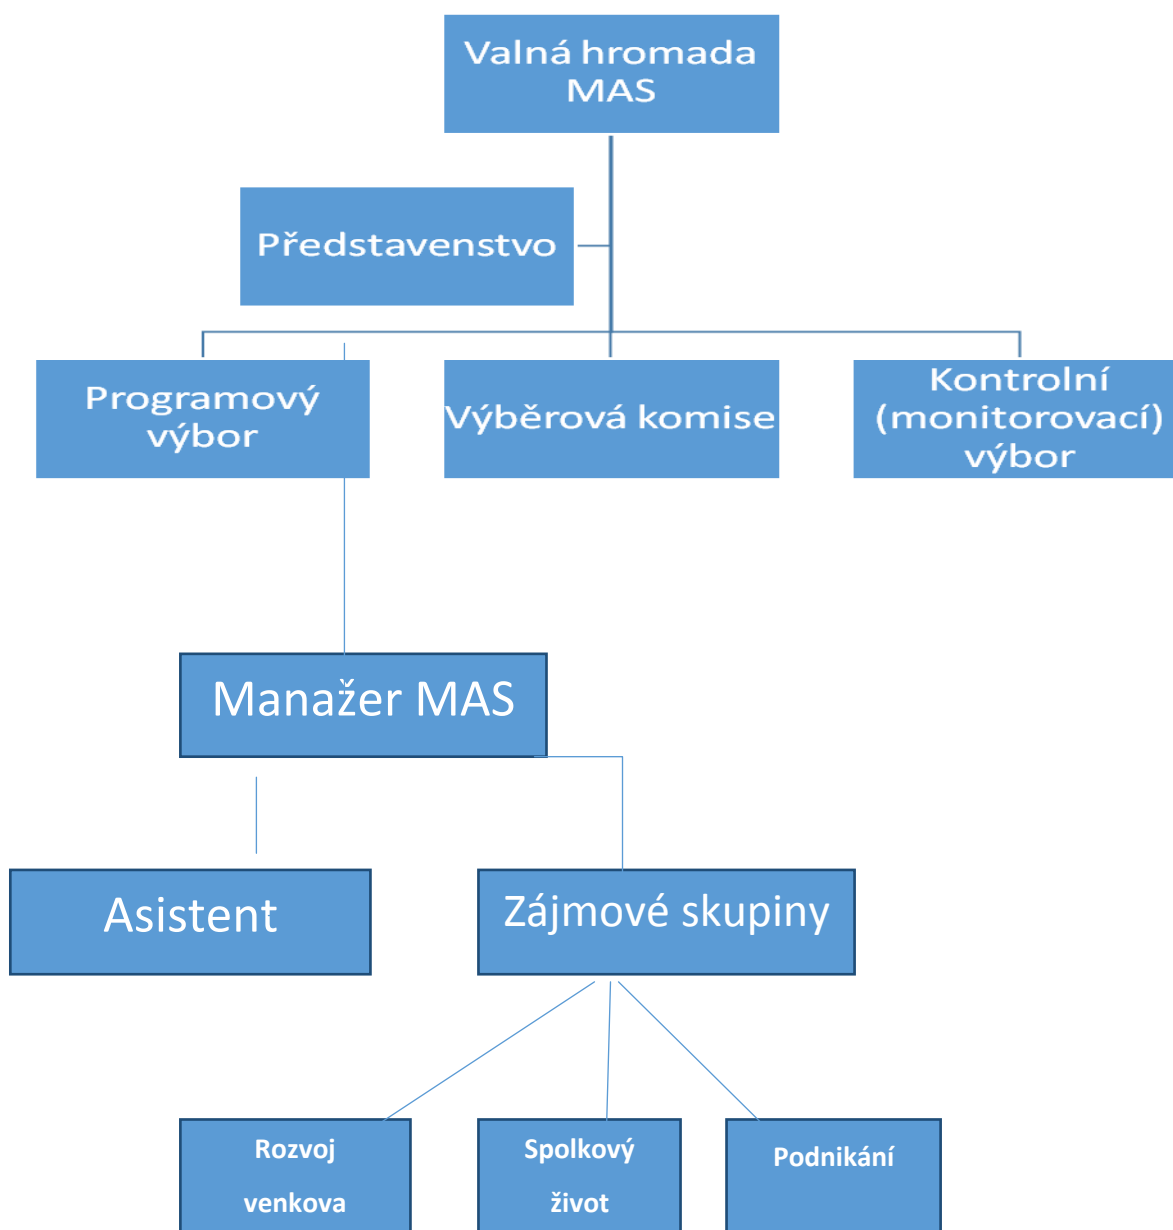 Valná hromada
MAS
Představenstvo
Programový
výbor
Výběrová komise
Kontrolní
(monitorovací)
výbor
Manažer MAS
Asistent
Zájmové skupiny
Rozvoj
venkova
Spolkový
život
Podnikání